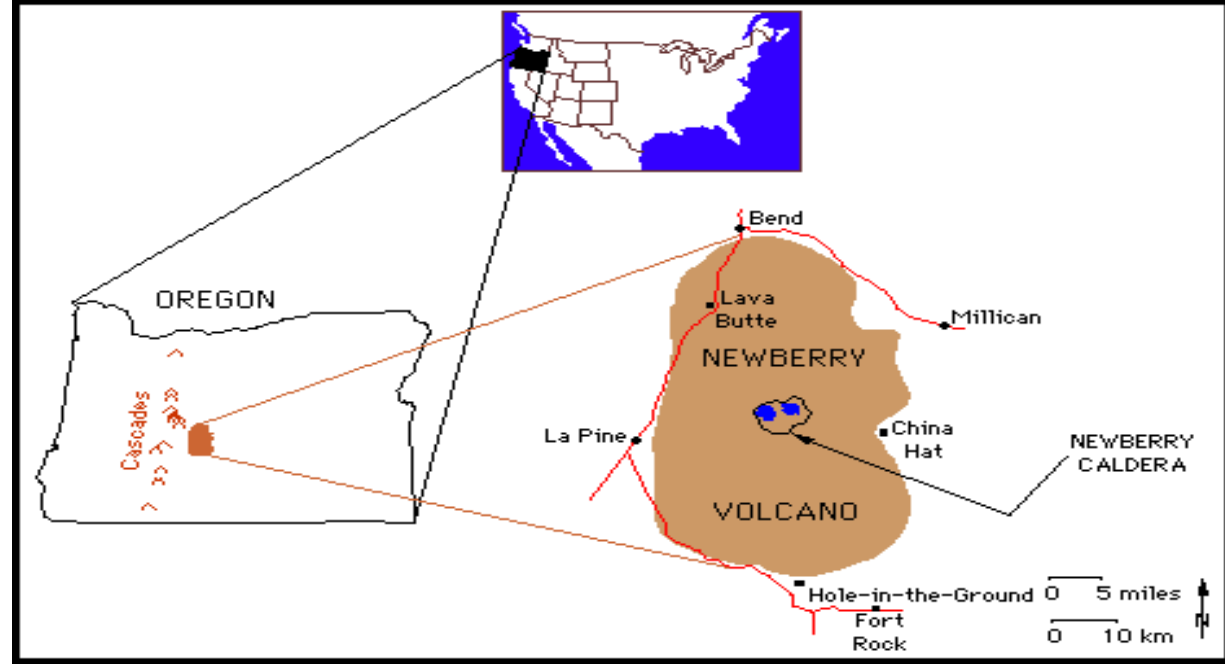 OREGON
Cascades
Bend
Lava
Butte
Millican
NEWBERRY
La Pine
China
Hat
NEWBERRY
CALDERA
VOLCANO
Hole-in-the-Ground
0 5 miles
Fort
Rock
0 10 km
N